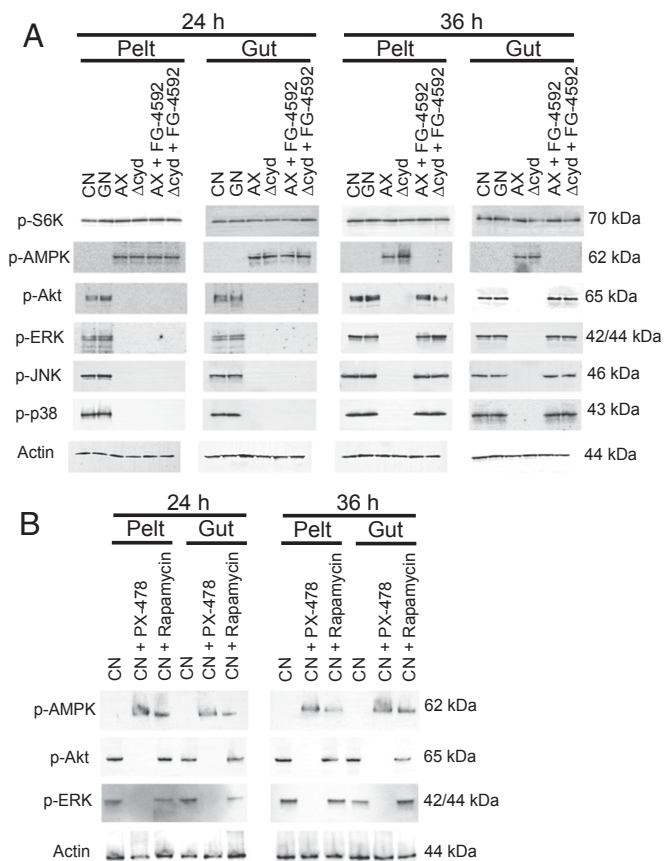 A
24 h
36 h
Pelt
Gut
Pelt
Gut
CN
GN
AX
Δcyd
AX + FG-4592
Δcyd + FG-4592
CN
GN
AX
Δcyd
AX + FG-4592
Δcyd + FG-4592
CN
GN
AX
Δcyd
AX + FG-4592
Δcyd + FG-4592
CN
GN
AX
Δcyd
AX + FG-4592
Δcyd + FG-4592
p-S6K 70 kDa
p-AMPK 62 kDa
p-Akt 65 kDa
p-ERK 42/44 kDa
p-JNK 46 kDa
p-p38 43 kDa
Actin 44 kDa
B
24 h
36 h
Pelt
Gut
Pelt
Gut
CN
CN + PX-478
CN + Rapamycin
CN
CN + PX-478
CN + Rapamycin
CN
CN + PX-478
CN + Rapamycin
CN
CN + PX-478
CN + Rapamycin
p-AMPK 62 kDa
p-Akt 65 kDa
p-ERK 42/44 kDa
Actin 44 kDa